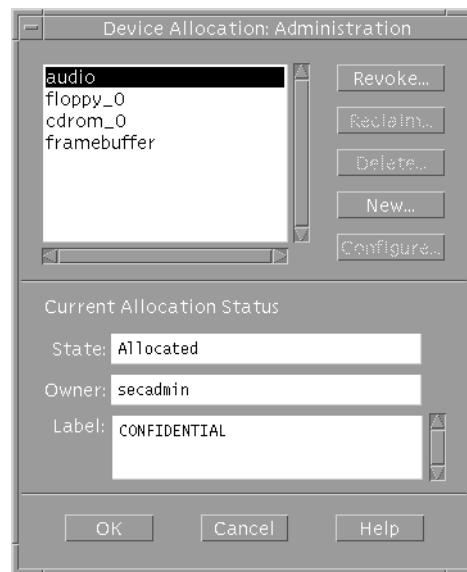 Device Allocation: Administration
audio
floppy_0
cdrom_0
framebuffer
Revoke...
Reclaim...
Delete...
New...
Configure...
Current Allocation Status
State: Allocated
Owner: secadmin
Label: CONFIDENTIAL
OK
Cancel
Help